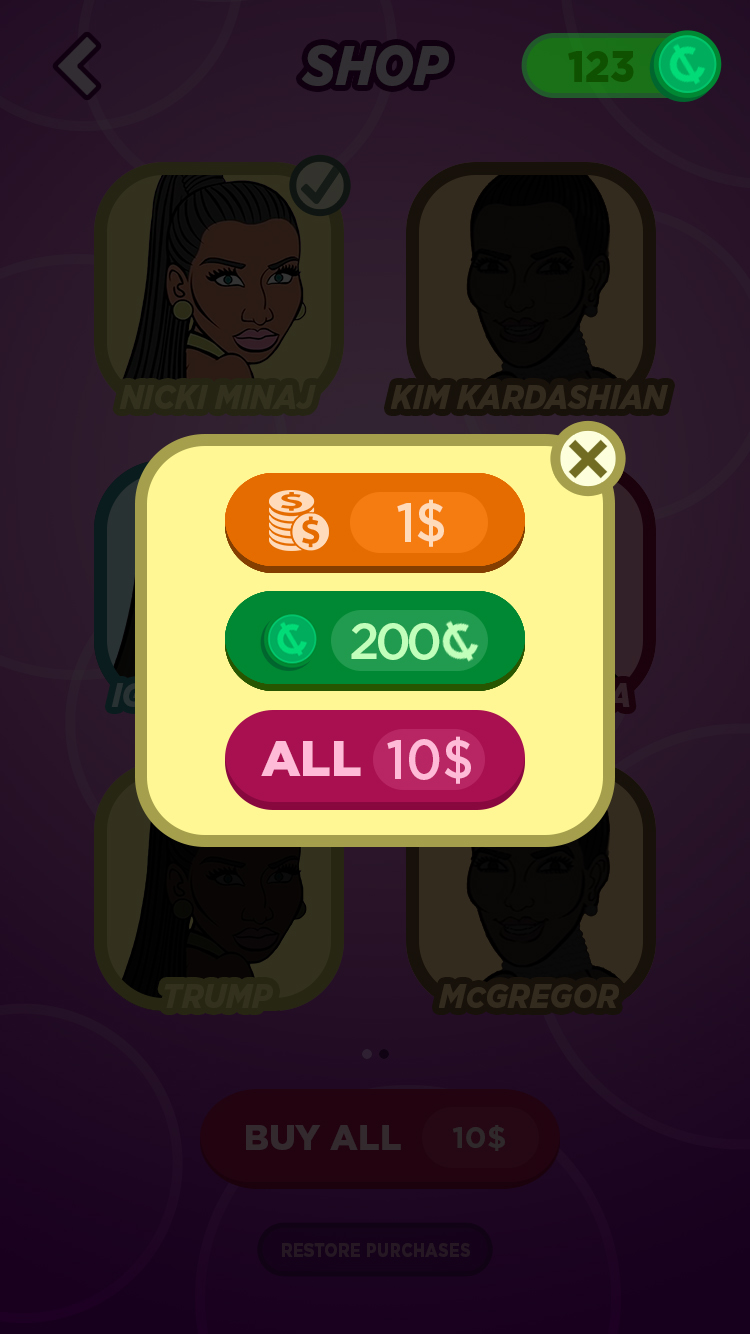 SHOP
123
NICKI MINAJ
KIM KARDASHIAN
1$
200₵
ALL 10$
TRUMP
McGREGOR
BUY ALL 10$
RESTORE PURCHASES